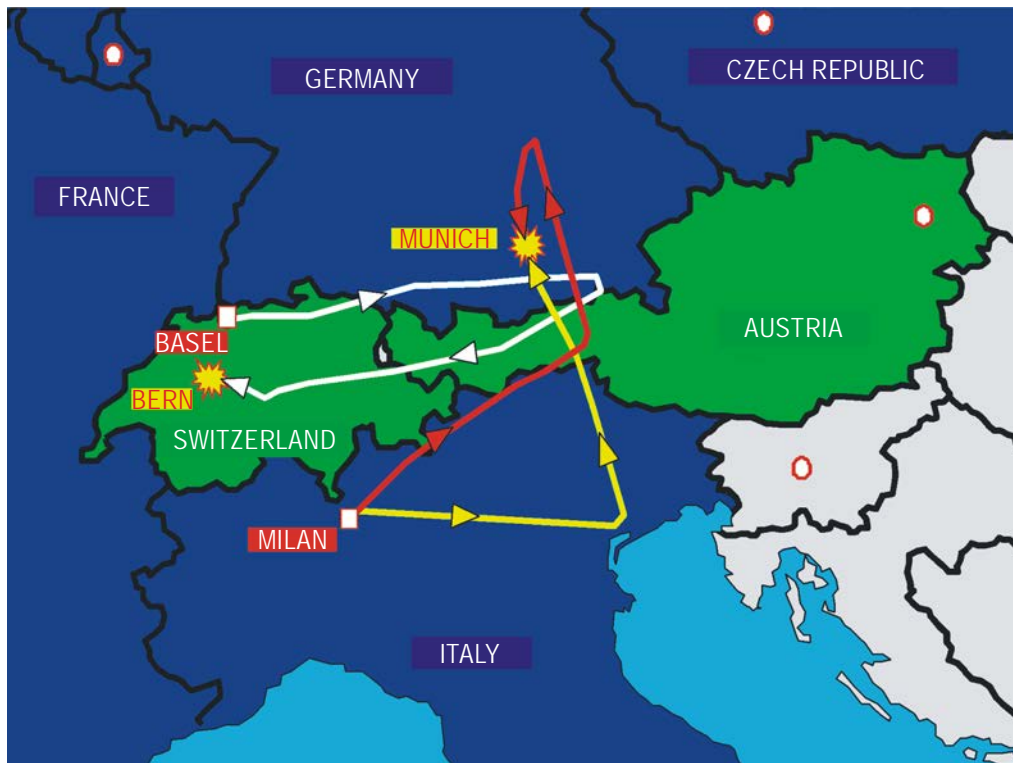 GERMANY
CZECH REPUBLIC
FRANCE
MUNICH
BASEL
AUSTRIA
BERN
SWITZERLAND
MILAN
ITALY